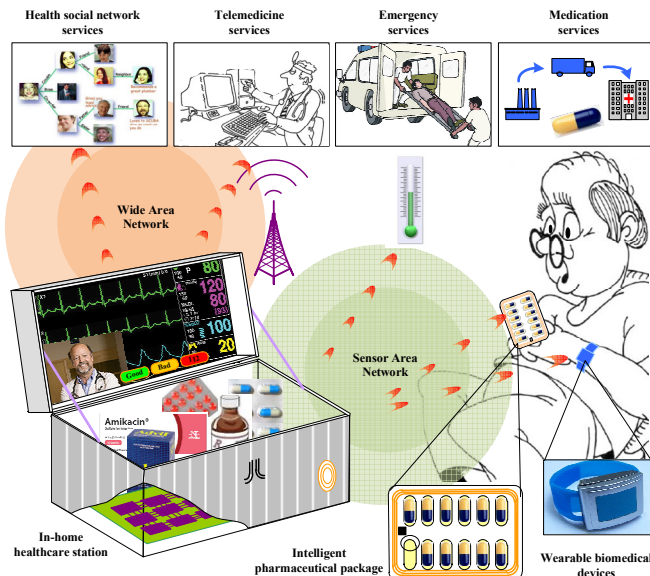 Health social network
services
Telemedicine
services
Emergency
services
Medication
services
Wide Area
Network
P
80
120
80
(93)
100
20
Good
Bad
Sensor Area
Network
Amikacin®
In-home
healthcare station
Intelligent
pharmaceutical package
Wearable biomedical
devices